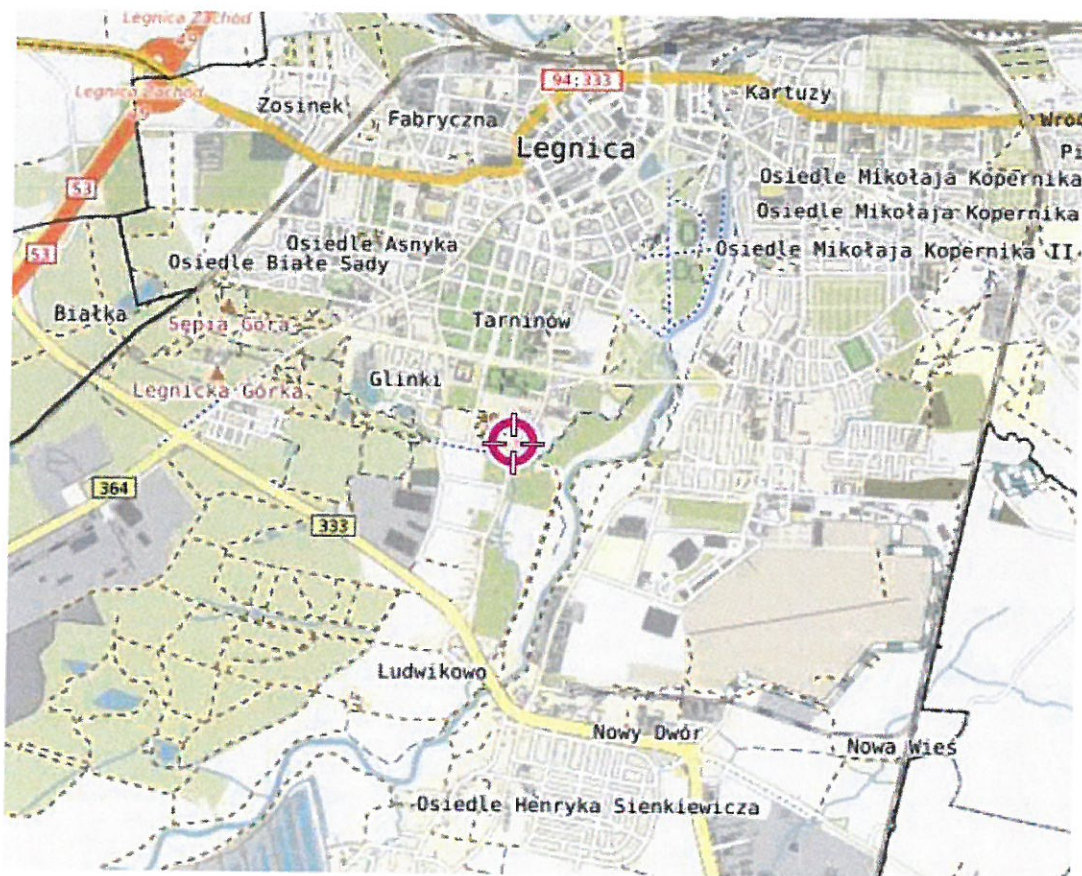 Legnica Zachód
49
94;333
Legnica Zachód
49
Zosinek
Fabryczna
Kartuzy
Legnica
53
Osiedle Mikołaja Kopernika
Osiedle Mikołaja Kopernika
Osiedle Asnyka
Osiedle Mikołaja Kopernika II
53
Osiedle Białe Sady
Białka
Sępia Góra
Tarninów
Glinki
Legnicka Górka
364
333
Ludwikowo
Nowy Dwór
Nowa Wieś
Osiedle Henryka Sienkiewicza